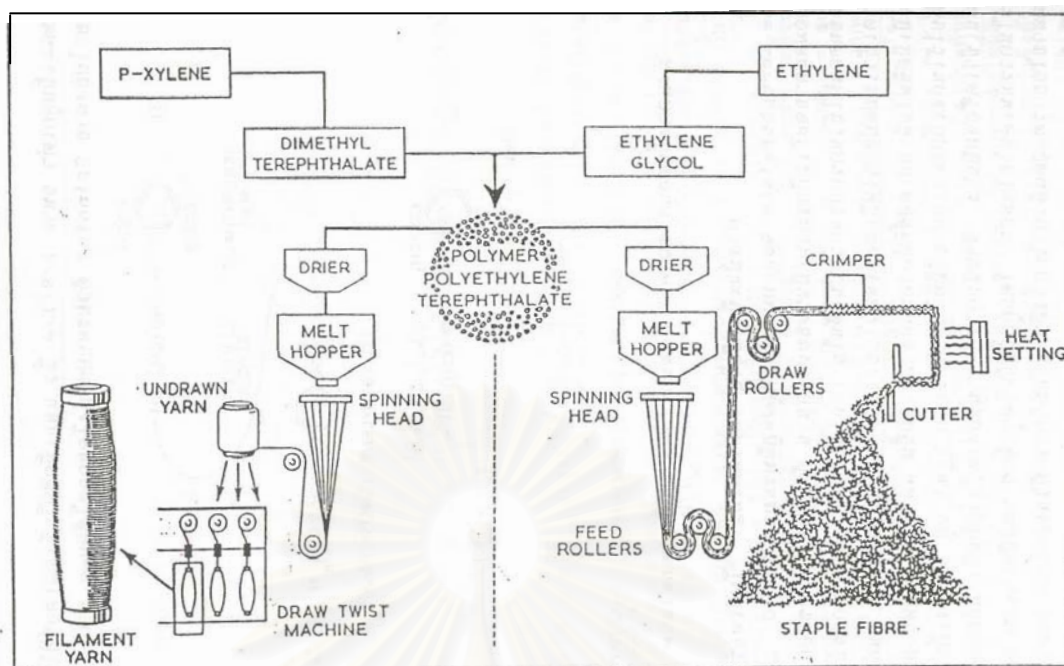 P-XYLENE
ETHYLENE
DIMETHYL
TEREPHTHALATE
ETHYLENE
GLYCOL
DRIER
POLYMER
POLYETHYLENE
TEREPHTHALATE
DRIER
CRIMPER
MELT
HOPPER
MELT
HOPPER
HEAT
SETTING
DRAW
ROLLERS
UNDRAWN
YARN
SPINNING
HEAD
SPINNING
HEAD
CUTTER
FEED
ROLLERS
DRAW TWIST
MACHINE
FILAMENT
YARN
STAPLE FIBRE